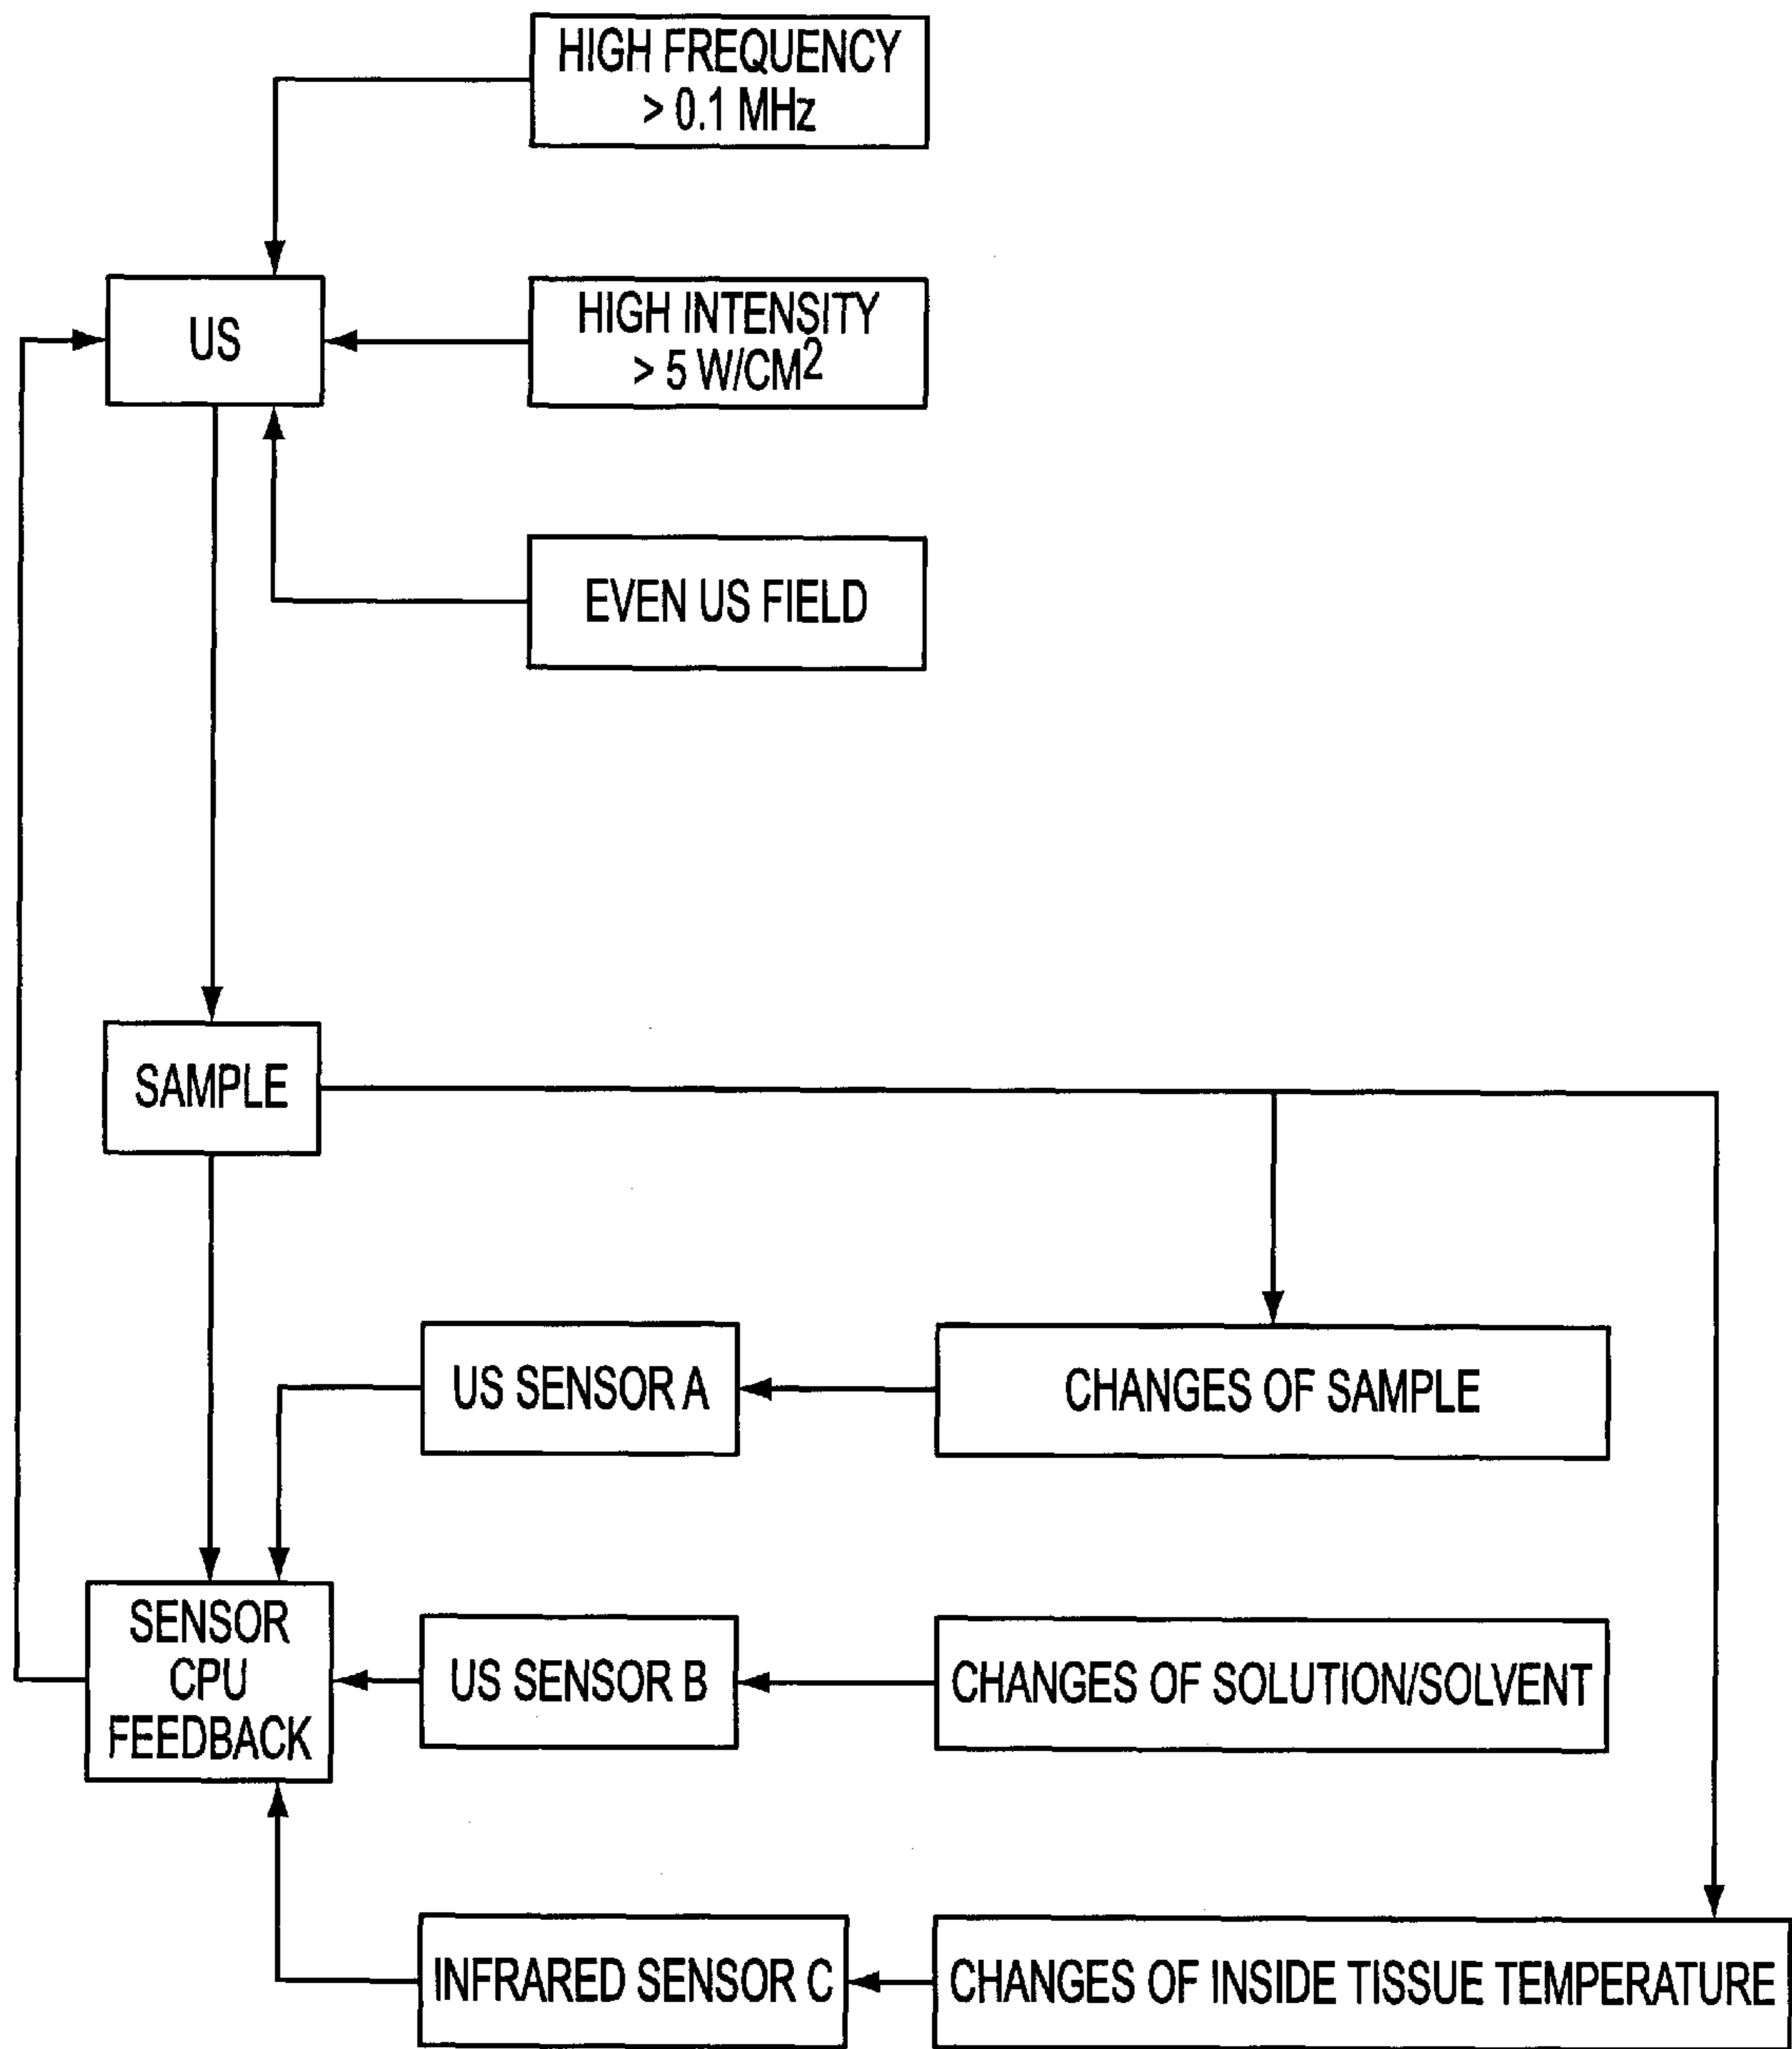 HIGH FREQUENCY
> 0.1 MHz
US
HIGH INTENSITY
> 5 W/CM²
EVEN US FIELD
SAMPLE
US SENSOR A
CHANGES OF SAMPLE
SENSOR
CPU
FEEDBACK
US SENSOR B
CHANGES OF SOLUTION/SOLVENT
INFRARED SENSOR C
CHANGES OF INSIDE TISSUE TEMPERATURE